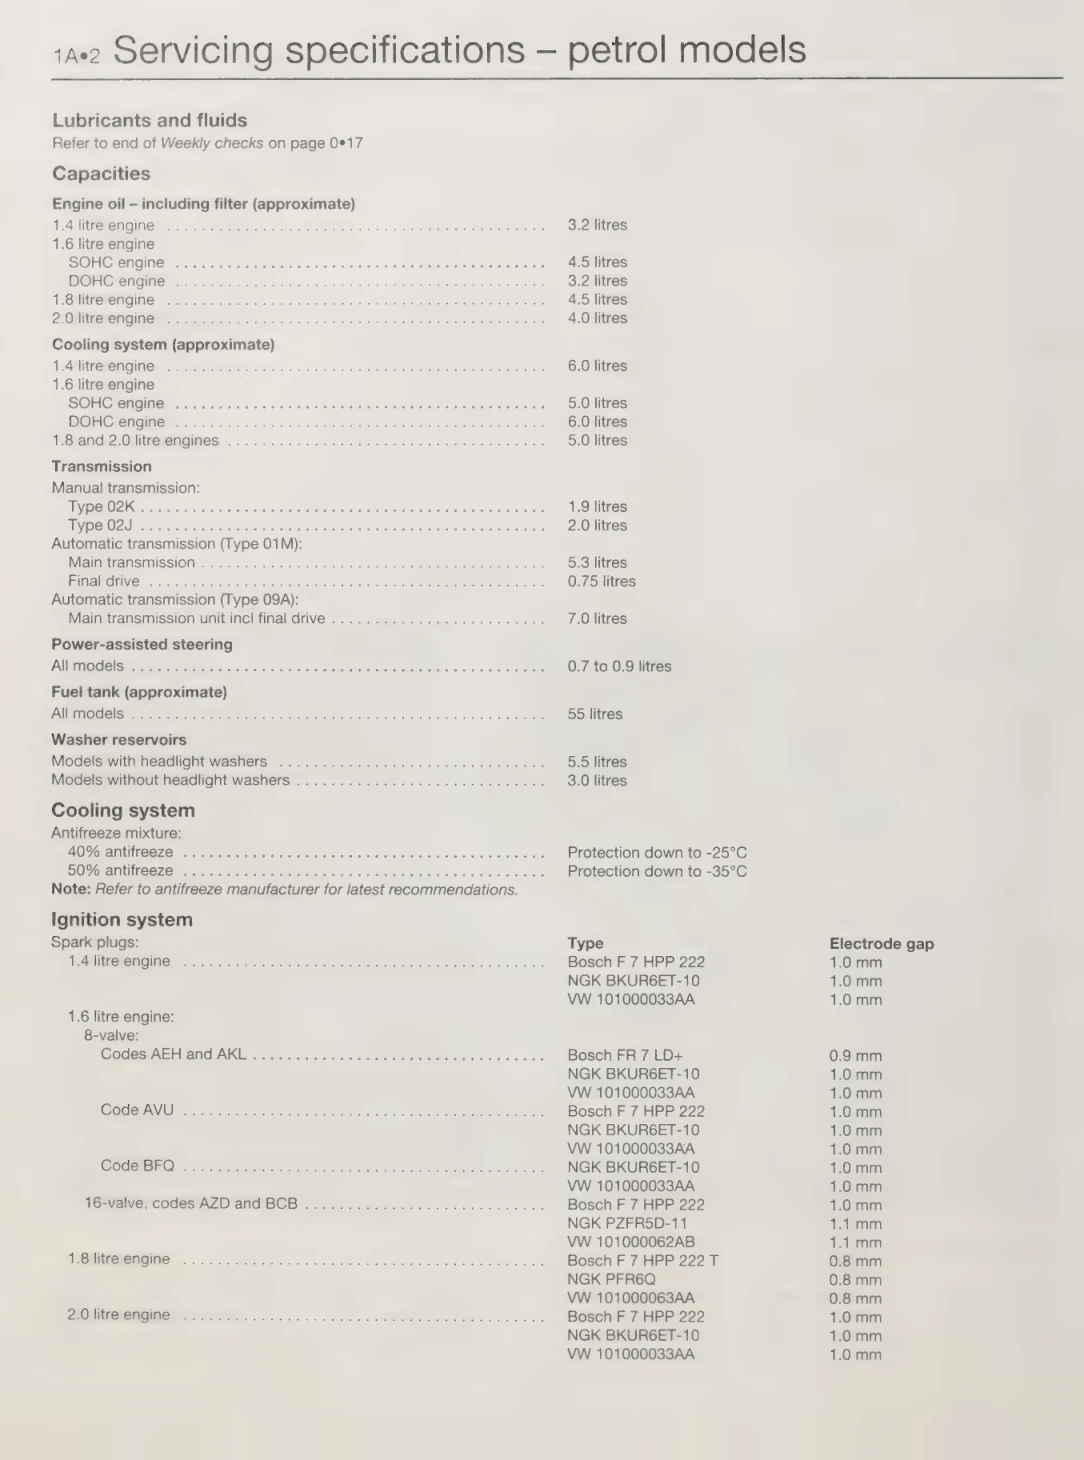 1A•2 Servicing specifications – petrol models
Lubricants and fluids
Refer to end of Weekly checks on page 0•17
Capacities
Engine oil – including filter (approximate)
1.4 litre engine 3.2 litres
1.6 litre engine
SOHC engine 4.5 litres
DOHC engine 3.2 litres
1.8 litre engine 4.5 litres
2.0 litre engine 4.0 litres
Cooling system (approximate)
1.4 litre engine 6.0 litres
1.6 litre engine
SOHC engine 5.0 litres
DOHC engine 6.0 litres
1.8 and 2.0 litre engines 5.0 litres
Transmission
Manual transmission:
Type 02K 1.9 litres
Type 02J 2.0 litres
Automatic transmission (Type 01M):
Main transmission 5.3 litres
Final drive 0.75 litres
Automatic transmission (Type 09A):
Main transmission unit incl final drive 7.0 litres
Power-assisted steering
All models 0.7 to 0.9 litres
Fuel tank (approximate)
All models 55 litres
Washer reservoirs
Models with headlight washers 5.5 litres
Models without headlight washers 3.0 litres
Cooling system
Antifreeze mixture:
40% antifreeze Protection down to -25°C
50% antifreeze Protection down to -35°C
Note: Refer to antifreeze manufacturer for latest recommendations.
Ignition system
Spark plugs: Type Electrode gap
1.4 litre engine Bosch F 7 HPP 222 1.0 mm
NGK BKUR6ET-10 1.0 mm
VW 101000033AA 1.0 mm
1.6 litre engine:
8-valve:
Codes AEH and AKL Bosch FR 7 LD+ 0.9 mm
NGK BKUR6ET-10 1.0 mm
VW 101000033AA 1.0 mm
Code AVU Bosch F 7 HPP 222 1.0 mm
NGK BKUR6ET-10 1.0 mm
VW 101000033AA 1.0 mm
Code BFQ NGK BKUR6ET-10 1.0 mm
VW 101000033AA 1.0 mm
16-valve, codes AZD and BCB Bosch F 7 HPP 222 1.0 mm
NGK PZFR5D-11 1.1 mm
VW 101000062AB 1.1 mm
1.8 litre engine Bosch F 7 HPP 222 T 0.8 mm
NGK PFR6Q 0.8 mm
VW 101000063AA 0.8 mm
2.0 litre engine Bosch F 7 HPP 222 1.0 mm
NGK BKUR6ET-10 1.0 mm
VW 101000033AA 1.0 mm